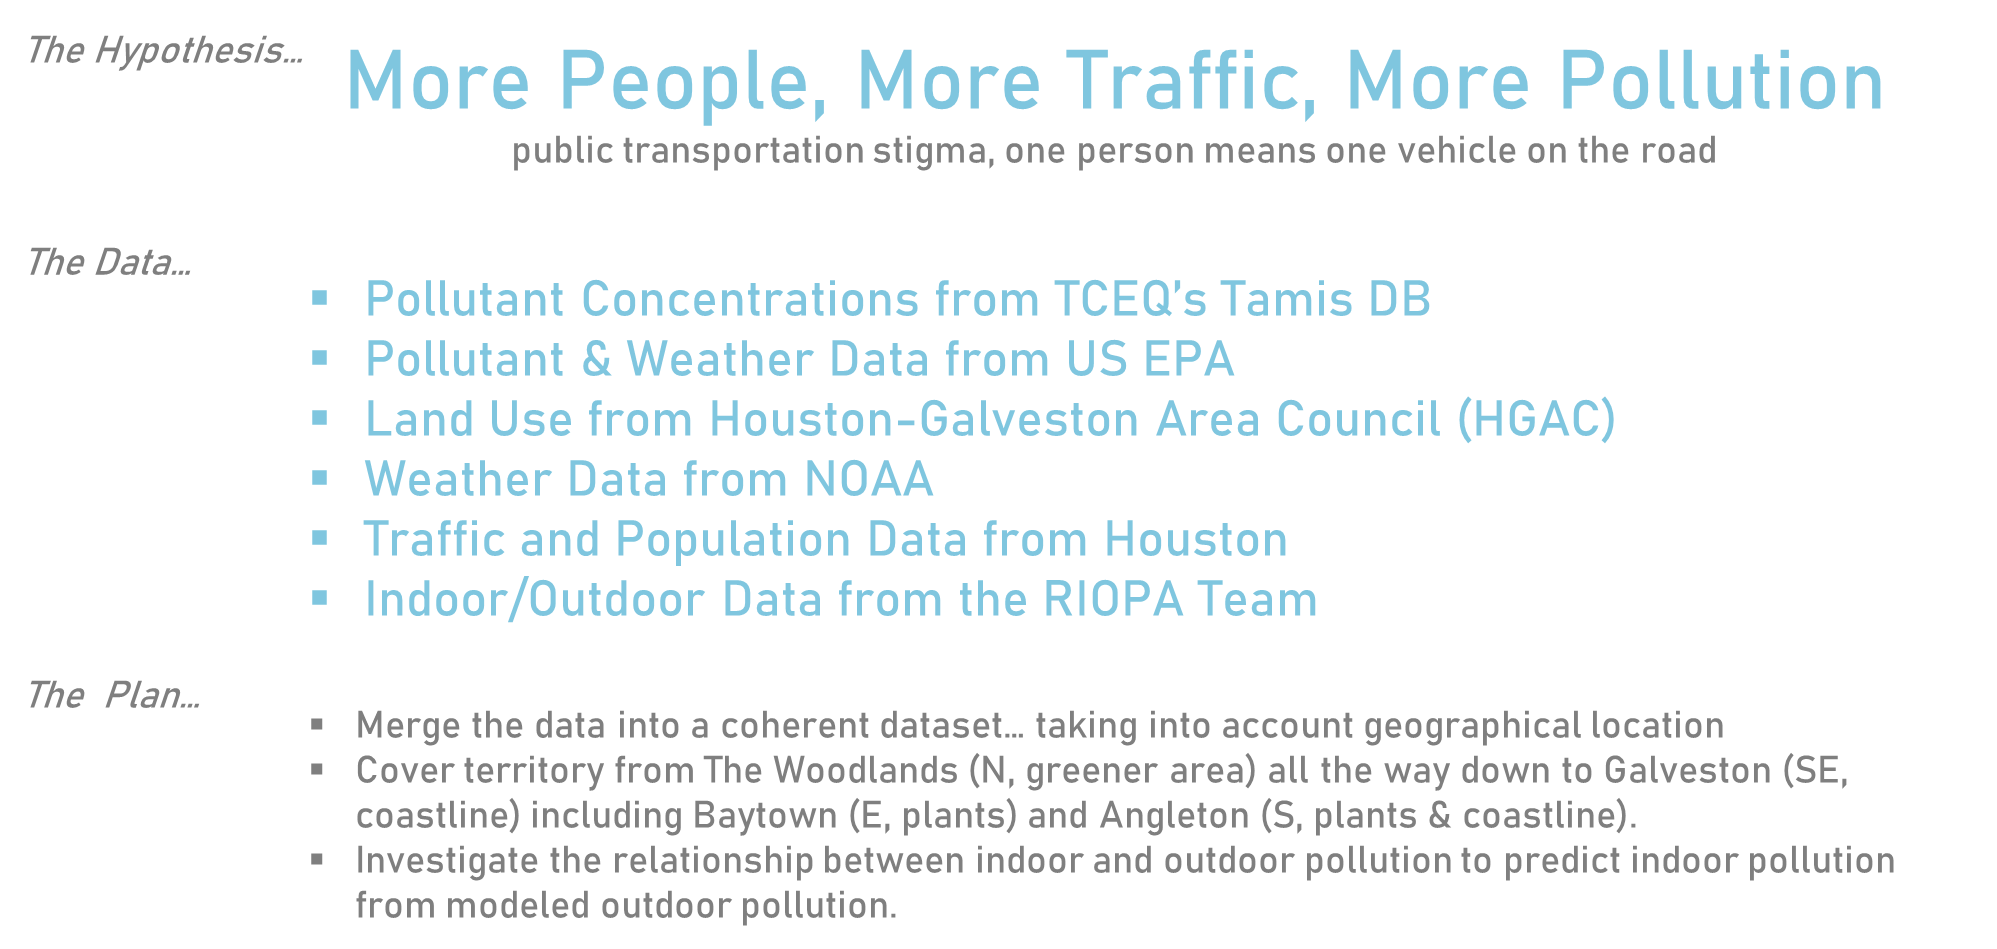 The Hypothesis...
More People, More Traffic, More Pollution
public transportation stigma, one person means one vehicle on the road
The Data...
▪ Pollutant Concentrations from TCEQ's Tamis DB
▪ Pollutant & Weather Data from US EPA
▪ Land Use from Houston-Galveston Area Council (HGAC)
▪ Weather Data from NOAA
▪ Traffic and Population Data from Houston
▪ Indoor/Outdoor Data from the RIOPA Team
The Plan...
▪ Merge the data into a coherent dataset... taking into account geographical location
▪ Cover territory from The Woodlands (N, greener area) all the way down to Galveston (SE,
coastline) including Baytown (E, plants) and Angleton (S, plants & coastline).
▪ Investigate the relationship between indoor and outdoor pollution to predict indoor pollution
from modeled outdoor pollution.